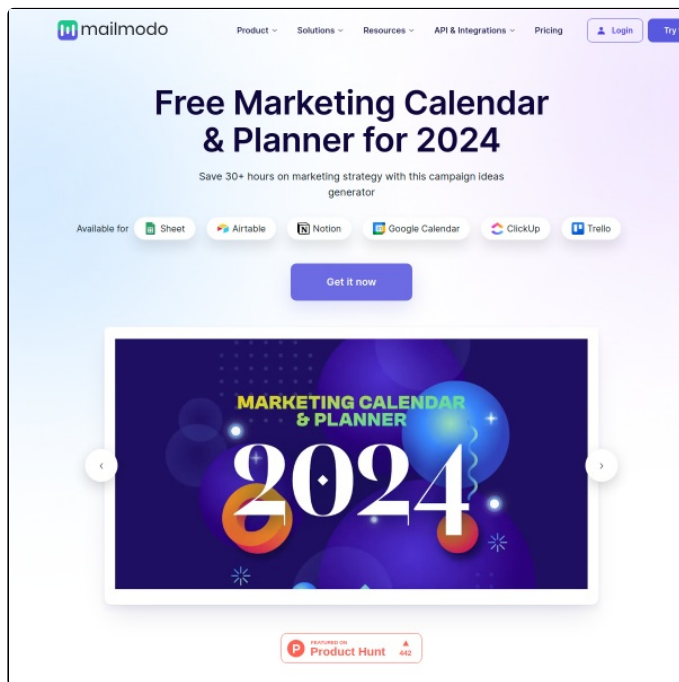 mailmodo
Product
Solutions
Resources
API & Integrations
Pricing
Login
Try
Free Marketing Calendar
& Planner for 2024
Save 30+ hours on marketing strategy with this campaign ideas
generator
Available for
Sheet
Airtable
Notion
Google Calendar
ClickUp
Trello
Get it now
MARKETING CALENDAR
& PLANNER
2024
FEATURED ON
Product Hunt
442